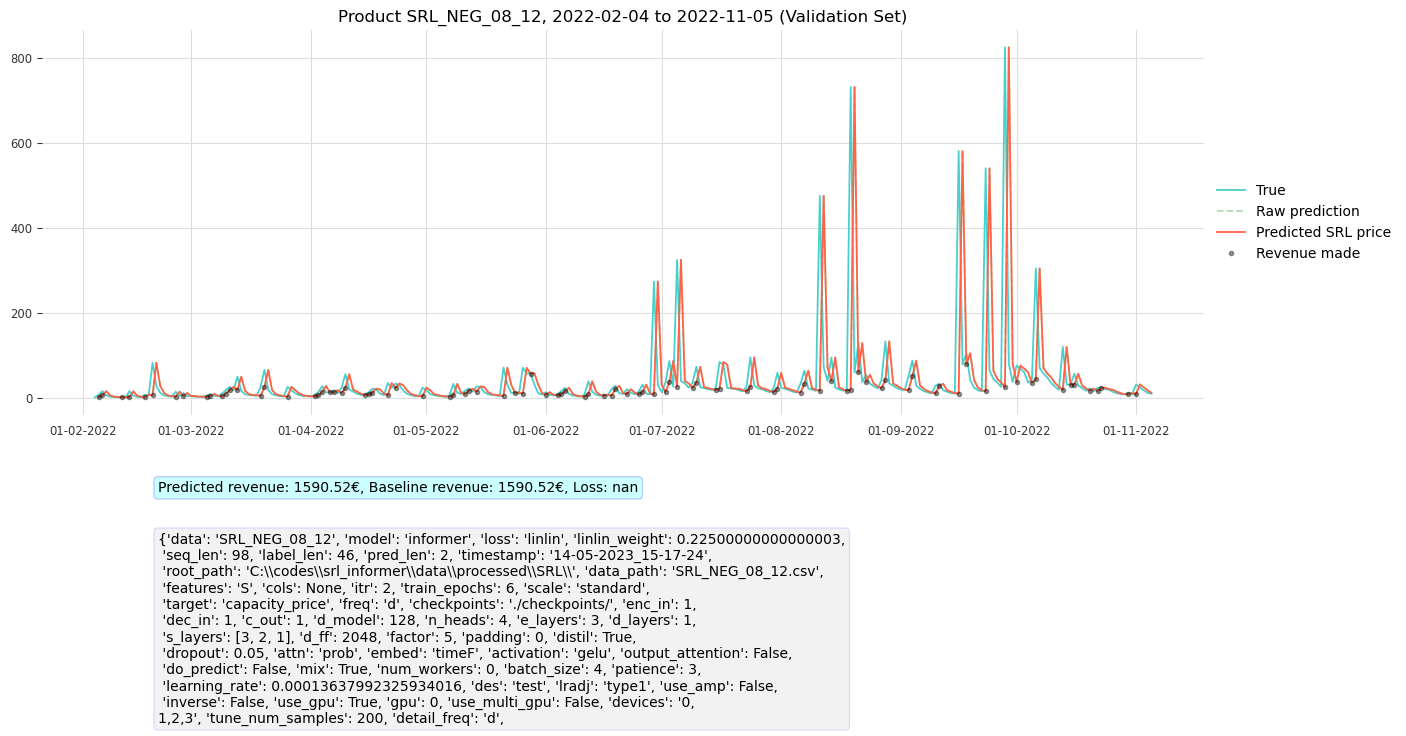 Product SRL_NEG_08_12, 2022-02-04 to 2022-11-05 (Validation Set)
800
600
400
200
0
01-02-2022 01-03-2022 01-04-2022 01-05-2022 01-06-2022 01-07-2022 01-08-2022 01-09-2022 01-10-2022 01-11-2022
True
Raw prediction
Predicted SRL price
Revenue made
Predicted revenue: 1590.52€, Baseline revenue: 1590.52€, Loss: nan
{'data': 'SRL_NEG_08_12', 'model': 'informer', 'loss': 'linlin', 'linlin_weight': 0.22500000000000003,
'seq_len': 98, 'label_len': 46, 'pred_len': 2, 'timestamp': '14-05-2023_15-17-24',
'root_path': 'C:\\codes\\srl_informer\\data\\processed\\SRL\\', 'data_path': 'SRL_NEG_08_12.csv',
'features': 'S', 'cols': None, 'itr': 2, 'train_epochs': 6, 'scale': 'standard',
'target': 'capacity_price', 'freq': 'd', 'checkpoints': './checkpoints/', 'enc_in': 1,
'dec_in': 1, 'c_out': 1, 'd_model': 128, 'n_heads': 4, 'e_layers': 3, 'd_layers': 1,
's_layers': [3, 2, 1], 'd_ff': 2048, 'factor': 5, 'padding': 0, 'distil': True,
'dropout': 0.05, 'attn': 'prob', 'embed': 'timeF', 'activation': 'gelu', 'output_attention': False,
'do_predict': False, 'mix': True, 'num_workers': 0, 'batch_size': 4, 'patience': 3,
'learning_rate': 0.00013637992325934016, 'des': 'test', 'lradj': 'type1', 'use_amp': False,
'inverse': False, 'use_gpu': True, 'gpu': 0, 'use_multi_gpu': False, 'devices': '0,
1,2,3', 'tune_num_samples': 200, 'detail_freq': 'd',